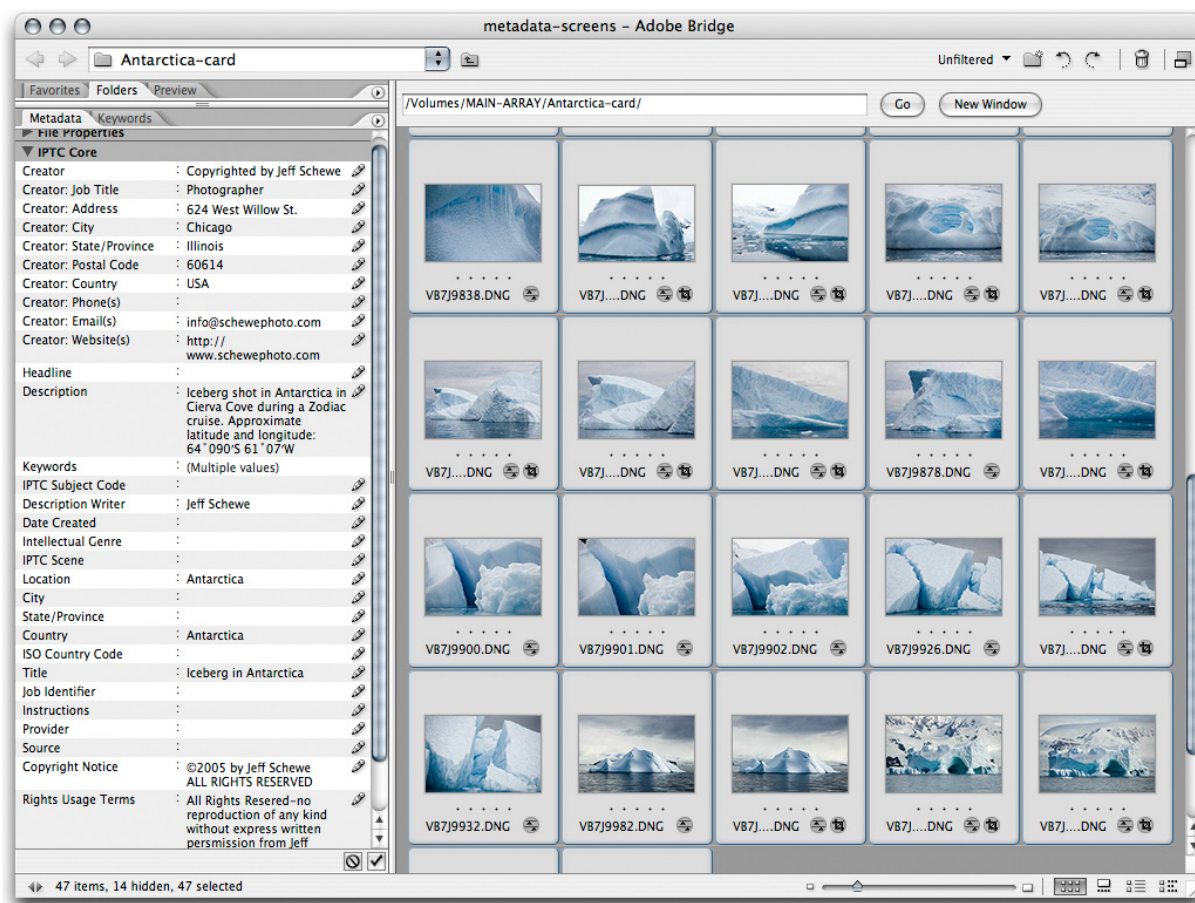 metadata-screens – Adobe Bridge
Antarctica-card
Unfiltered
Favorites Folders Preview
/Volumes/MAIN-ARRAY/Antarctica-card/
Go
New Window
Metadata Keywords
File Properties
IPTC Core
Creator : Copyrighted by Jeff Schewe
Creator: Job Title : Photographer
Creator: Address : 624 West Willow St.
Creator: City : Chicago
Creator: State/Province : Illinois
Creator: Postal Code : 60614
Creator: Country : USA
Creator: Phone(s) :
Creator: Email(s) : info@schewephoto.com
Creator: Website(s) : http://
www.schewephoto.com
Headline :
Description : Iceberg shot in Antarctica in
Cierva Cove during a Zodiac
cruise. Approximate
latitude and longitude:
64˚090'S 61˚07'W
Keywords : (Multiple values)
IPTC Subject Code :
Description Writer : Jeff Schewe
Date Created :
Intellectual Genre :
IPTC Scene :
Location : Antarctica
City :
State/Province :
Country : Antarctica
ISO Country Code :
Title : Iceberg in Antarctica
Job Identifier :
Instructions :
Provider :
Source :
Copyright Notice : ©2005 by Jeff Schewe
ALL RIGHTS RESERVED
Rights Usage Terms : All Rights Resered-no
reproduction of any kind
without express written
persmission from Jeff
VB7J9838.DNG VB7J....DNG VB7J....DNG VB7J....DNG VB7J....DNG
VB7J....DNG VB7J....DNG VB7J....DNG VB7J9878.DNG VB7J....DNG
VB7J9900.DNG VB7J9901.DNG VB7J9902.DNG VB7J9926.DNG VB7J....DNG
VB7J9932.DNG VB7J9982.DNG VB7J....DNG VB7J....DNG VB7J....DNG
47 items, 14 hidden, 47 selected